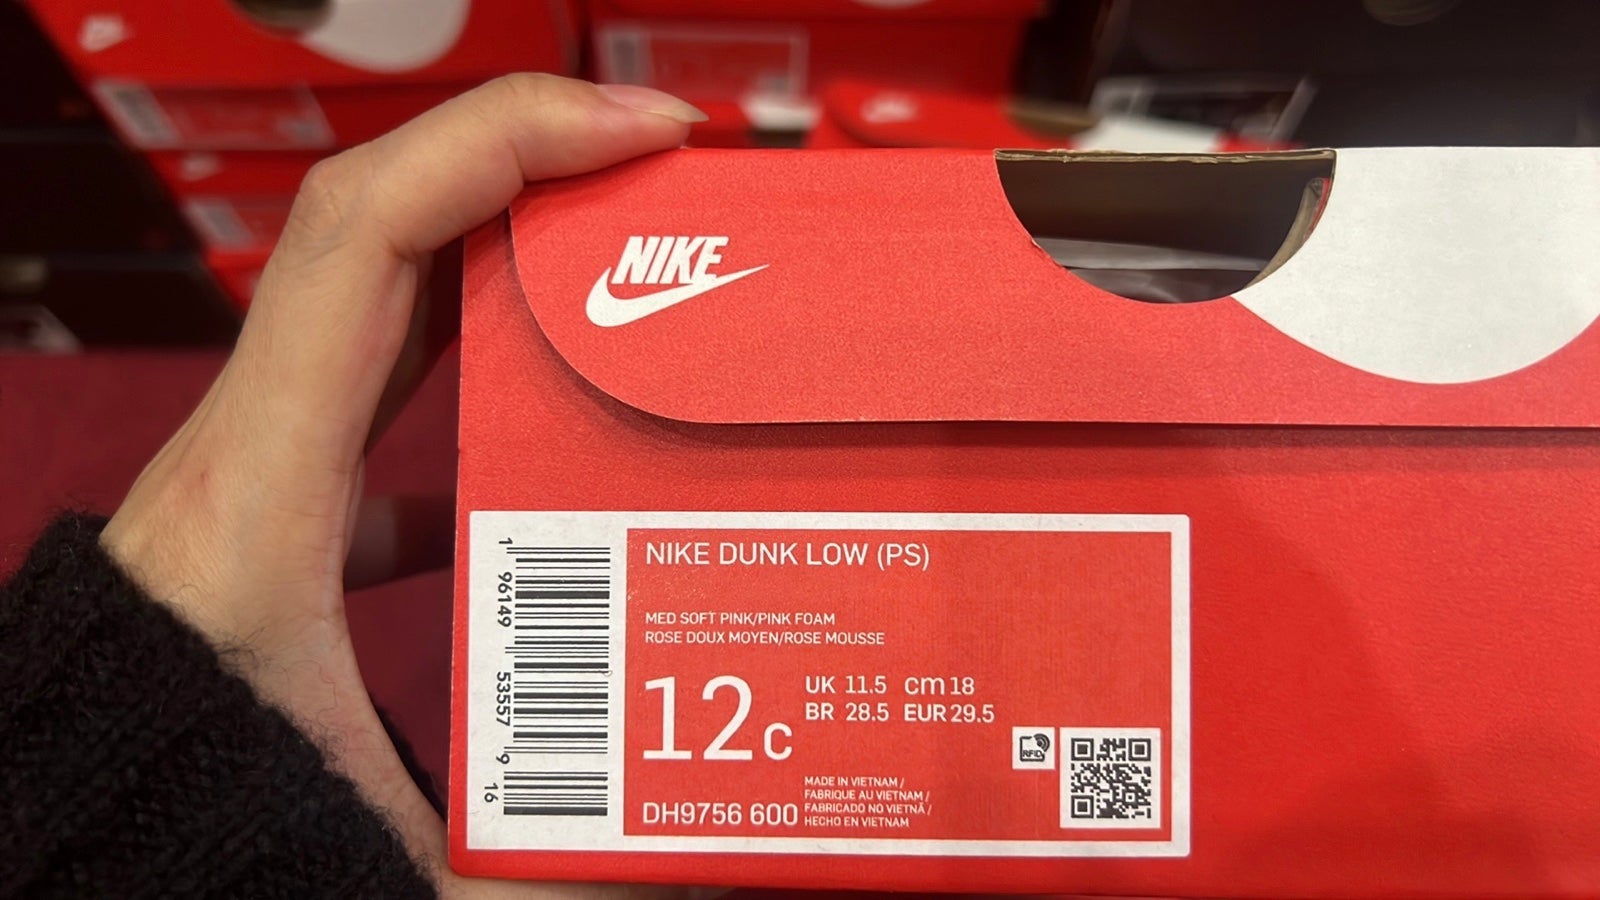 NIKE
NIKE DUNK LOW (PS)
MED SOFT PINK/PINK FOAM
ROSE DOUX MOYEN/ROSE MOUSSE
12c
UK 11.5 cm 18
BR 28.5 EUR 29.5
RFID
DH9756 600
MADE IN VIETNAM /
FABRIQUE AU VIETNAM /
FABRICADO NO VIETNÃ /
HECHO EN VIETNAM
1 96149 53557 9 16